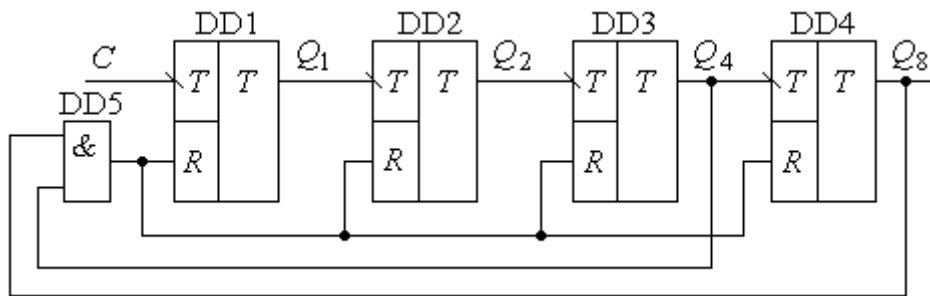 DD1 DD2 DD3 DD4
C Q1 Q2 Q4 Q8
T T T T T T T T
DD5
&
R R R R